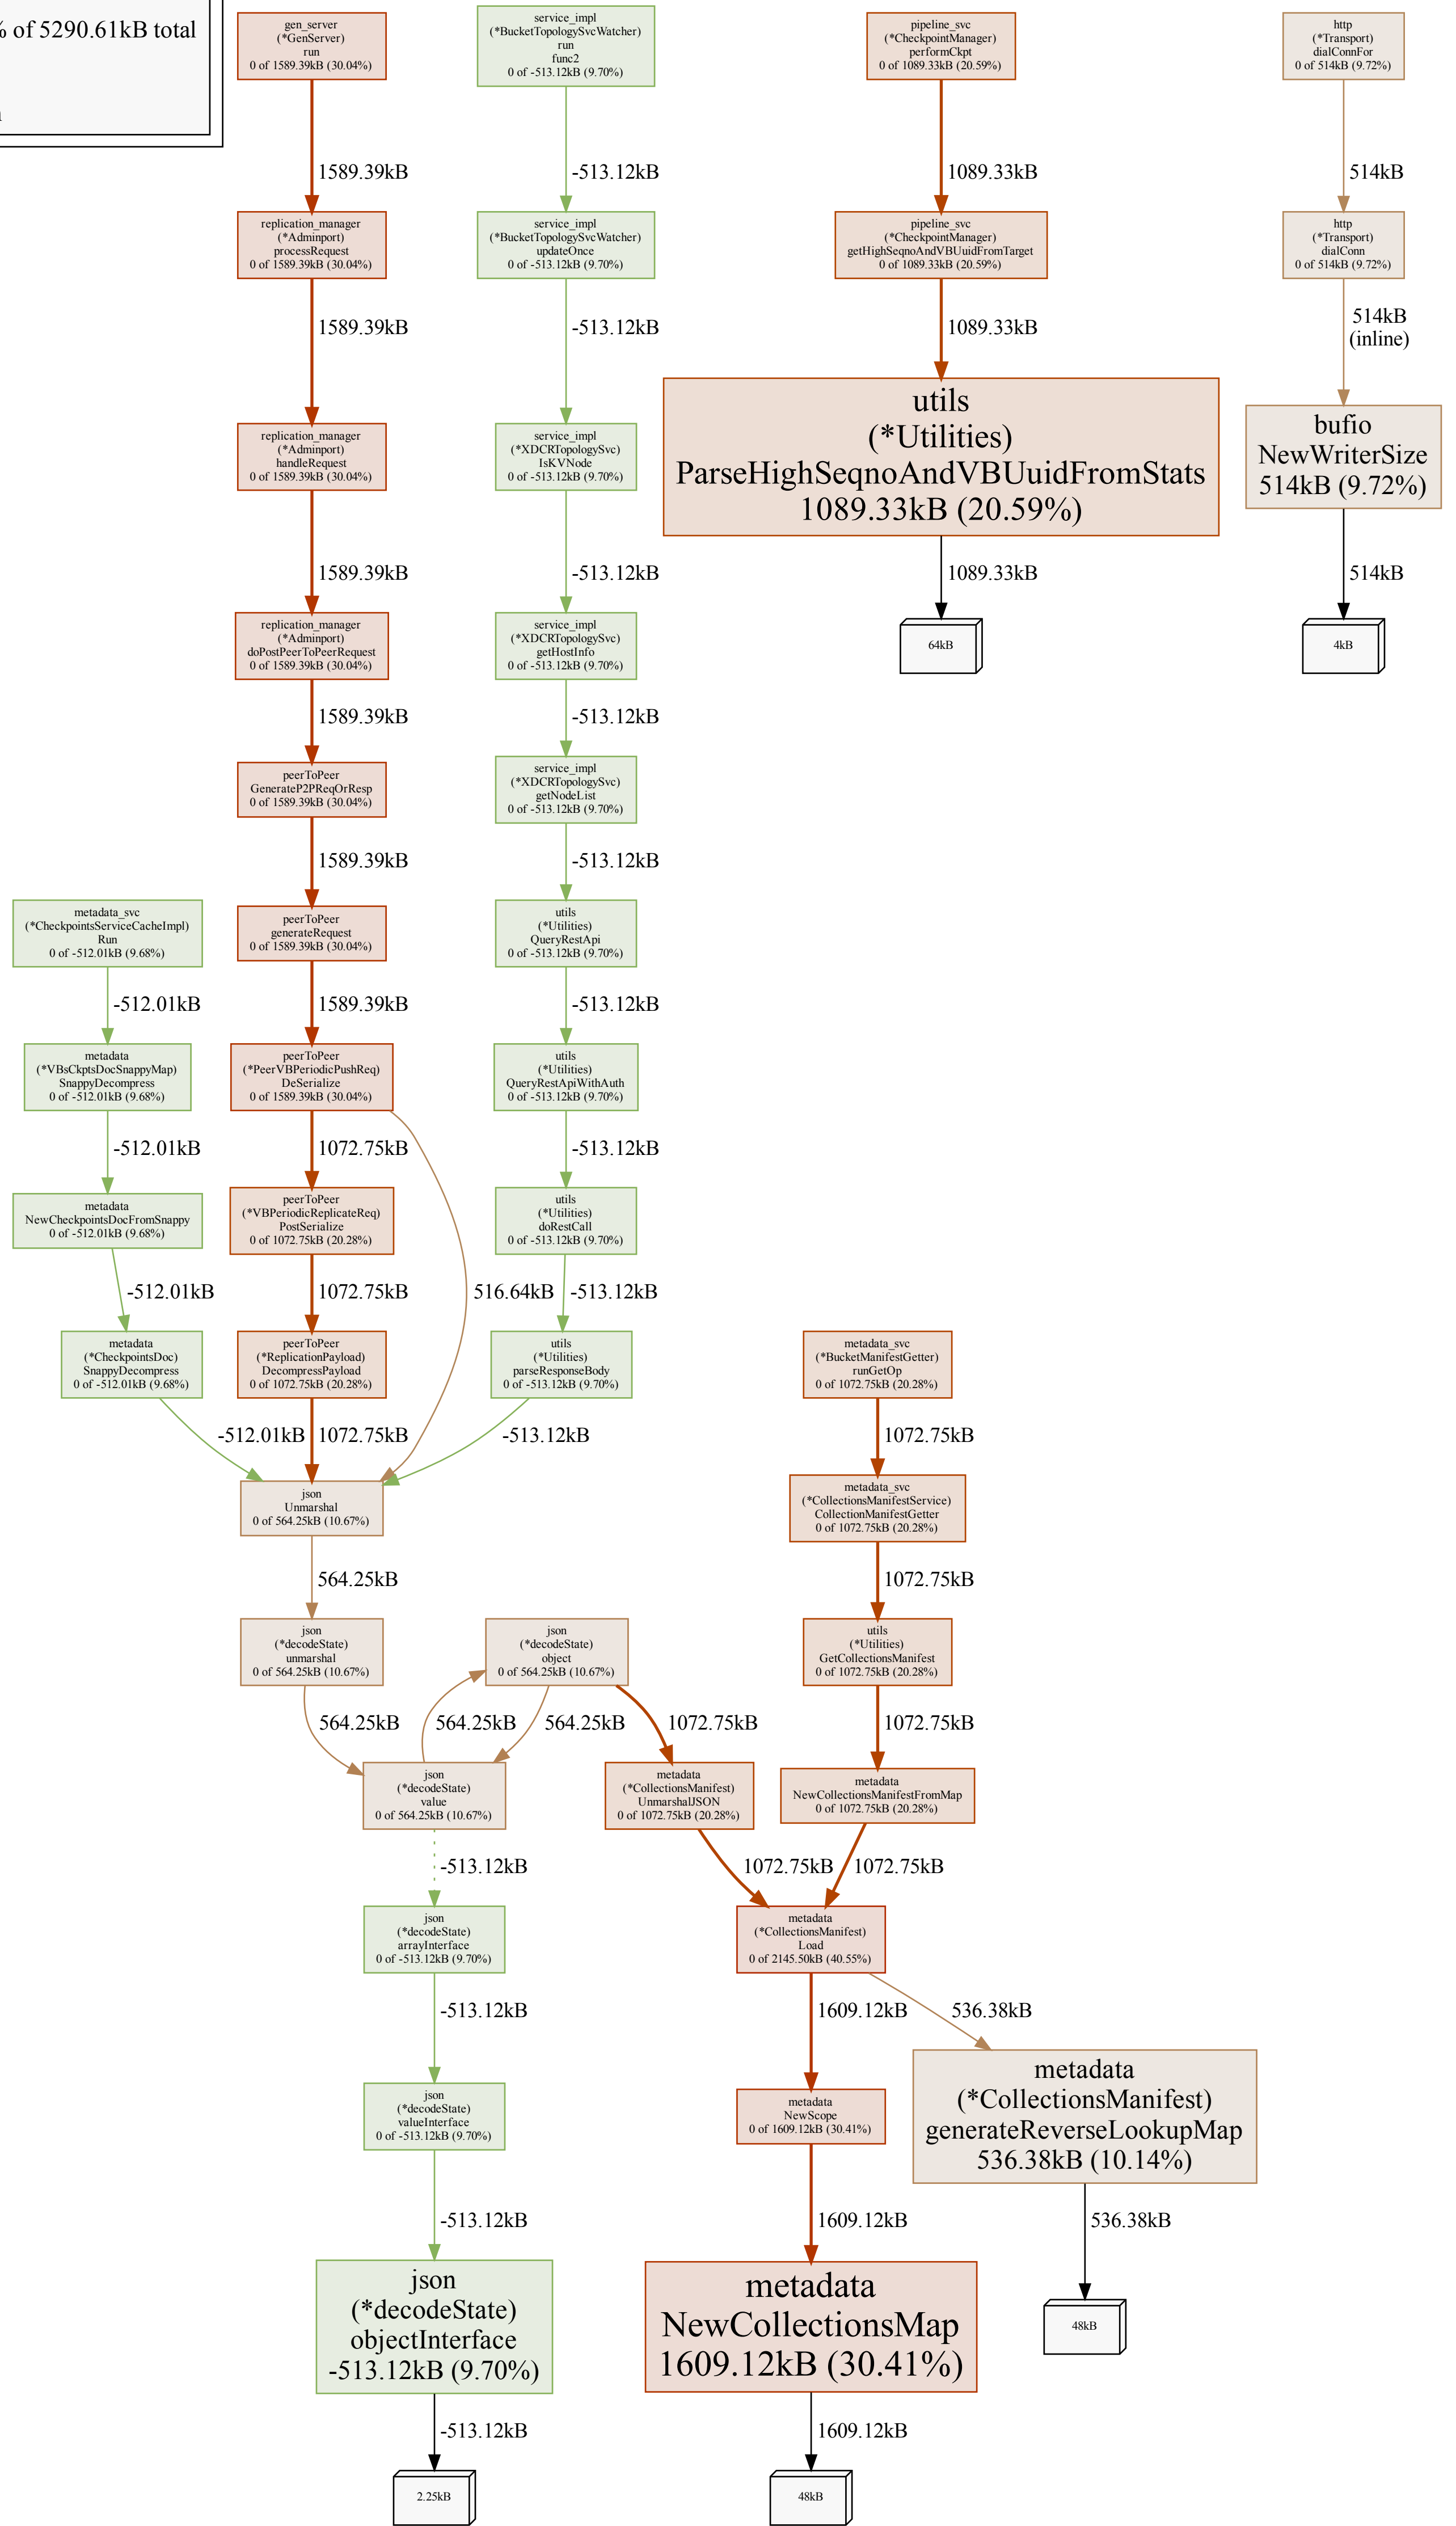 % of 5290.61kB total
gen_server
(*GenServer)
run
0 of 1589.39kB (30.04%)
service_impl
(*BucketTopologySvcWatcher)
run
func2
0 of -513.12kB (9.70%)
pipeline_svc
(*CheckpointManager)
performCkpt
0 of 1089.33kB (20.59%)
http
(*Transport)
dialConnFor
0 of 514kB (9.72%)
1589.39kB
-513.12kB
1089.33kB
514kB
replication_manager
(*Adminport)
processRequest
0 of 1589.39kB (30.04%)
service_impl
(*BucketTopologySvcWatcher)
updateOnce
0 of -513.12kB (9.70%)
pipeline_svc
(*CheckpointManager)
getHighSeqnoAndVBUuidFromTarget
0 of 1089.33kB (20.59%)
http
(*Transport)
dialConn
0 of 514kB (9.72%)
1589.39kB
-513.12kB
1089.33kB
514kB
(inline)
replication_manager
(*Adminport)
handleRequest
0 of 1589.39kB (30.04%)
service_impl
(*XDCRTopologySvc)
IsKVNode
0 of -513.12kB (9.70%)
utils
(*Utilities)
ParseHighSeqnoAndVBUuidFromStats
1089.33kB (20.59%)
bufio
NewWriterSize
514kB (9.72%)
1589.39kB
-513.12kB
1089.33kB
514kB
replication_manager
(*Adminport)
doPostPeerToPeerRequest
0 of 1589.39kB (30.04%)
service_impl
(*XDCRTopologySvc)
getHostInfo
0 of -513.12kB (9.70%)
64kB
4kB
1589.39kB
-513.12kB
peerToPeer
GenerateP2PReqOrResp
0 of 1589.39kB (30.04%)
service_impl
(*XDCRTopologySvc)
getNodeList
0 of -513.12kB (9.70%)
1589.39kB
-513.12kB
metadata_svc
(*CheckpointsServiceCacheImpl)
Run
0 of -512.01kB (9.68%)
peerToPeer
generateRequest
0 of 1589.39kB (30.04%)
utils
(*Utilities)
QueryRestApi
0 of -513.12kB (9.70%)
-512.01kB
1589.39kB
-513.12kB
metadata
(*VBsCkptsDocSnappyMap)
SnappyDecompress
0 of -512.01kB (9.68%)
peerToPeer
(*PeerVBPeriodicPushReq)
DeSerialize
0 of 1589.39kB (30.04%)
utils
(*Utilities)
QueryRestApiWithAuth
0 of -513.12kB (9.70%)
-512.01kB
1072.75kB
-513.12kB
metadata
NewCheckpointsDocFromSnappy
0 of -512.01kB (9.68%)
peerToPeer
(*VBPeriodicReplicateReq)
PostSerialize
0 of 1072.75kB (20.28%)
utils
(*Utilities)
doRestCall
0 of -513.12kB (9.70%)
-512.01kB
1072.75kB
516.64kB
-513.12kB
metadata
(*CheckpointsDoc)
SnappyDecompress
0 of -512.01kB (9.68%)
peerToPeer
(*ReplicationPayload)
DecompressPayload
0 of 1072.75kB (20.28%)
utils
(*Utilities)
parseResponseBody
0 of -513.12kB (9.70%)
metadata_svc
(*BucketManifestGetter)
runGetOp
0 of 1072.75kB (20.28%)
-512.01kB
1072.75kB
-513.12kB
1072.75kB
json
Unmarshal
0 of 564.25kB (10.67%)
metadata_svc
(*CollectionsManifestService)
CollectionManifestGetter
0 of 1072.75kB (20.28%)
564.25kB
1072.75kB
json
(*decodeState)
unmarshal
0 of 564.25kB (10.67%)
json
(*decodeState)
object
0 of 564.25kB (10.67%)
utils
(*Utilities)
GetCollectionsManifest
0 of 1072.75kB (20.28%)
564.25kB
564.25kB
564.25kB
1072.75kB
1072.75kB
json
(*decodeState)
value
0 of 564.25kB (10.67%)
metadata
(*CollectionsManifest)
UnmarshalJSON
0 of 1072.75kB (20.28%)
metadata
NewCollectionsManifestFromMap
0 of 1072.75kB (20.28%)
-513.12kB
1072.75kB
1072.75kB
json
(*decodeState)
arrayInterface
0 of -513.12kB (9.70%)
metadata
(*CollectionsManifest)
Load
0 of 2145.50kB (40.55%)
-513.12kB
1609.12kB
536.38kB
json
(*decodeState)
valueInterface
0 of -513.12kB (9.70%)
metadata
NewScope
0 of 1609.12kB (30.41%)
metadata
(*CollectionsManifest)
generateReverseLookupMap
536.38kB (10.14%)
-513.12kB
1609.12kB
536.38kB
json
(*decodeState)
objectInterface
-513.12kB (9.70%)
metadata
NewCollectionsMap
1609.12kB (30.41%)
48kB
-513.12kB
1609.12kB
2.25kB
48kB